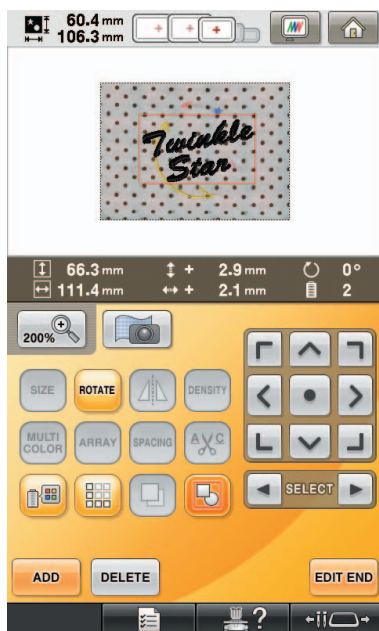 60.4 mm
106.3 mm
Twinkle
Star
66.3 mm + 2.9 mm 0°
111.4 mm + 2.1 mm 2
200%
SIZE ROTATE DENSITY
MULTI COLOR ARRAY SPACING A C
SELECT
ADD DELETE EDIT END
?